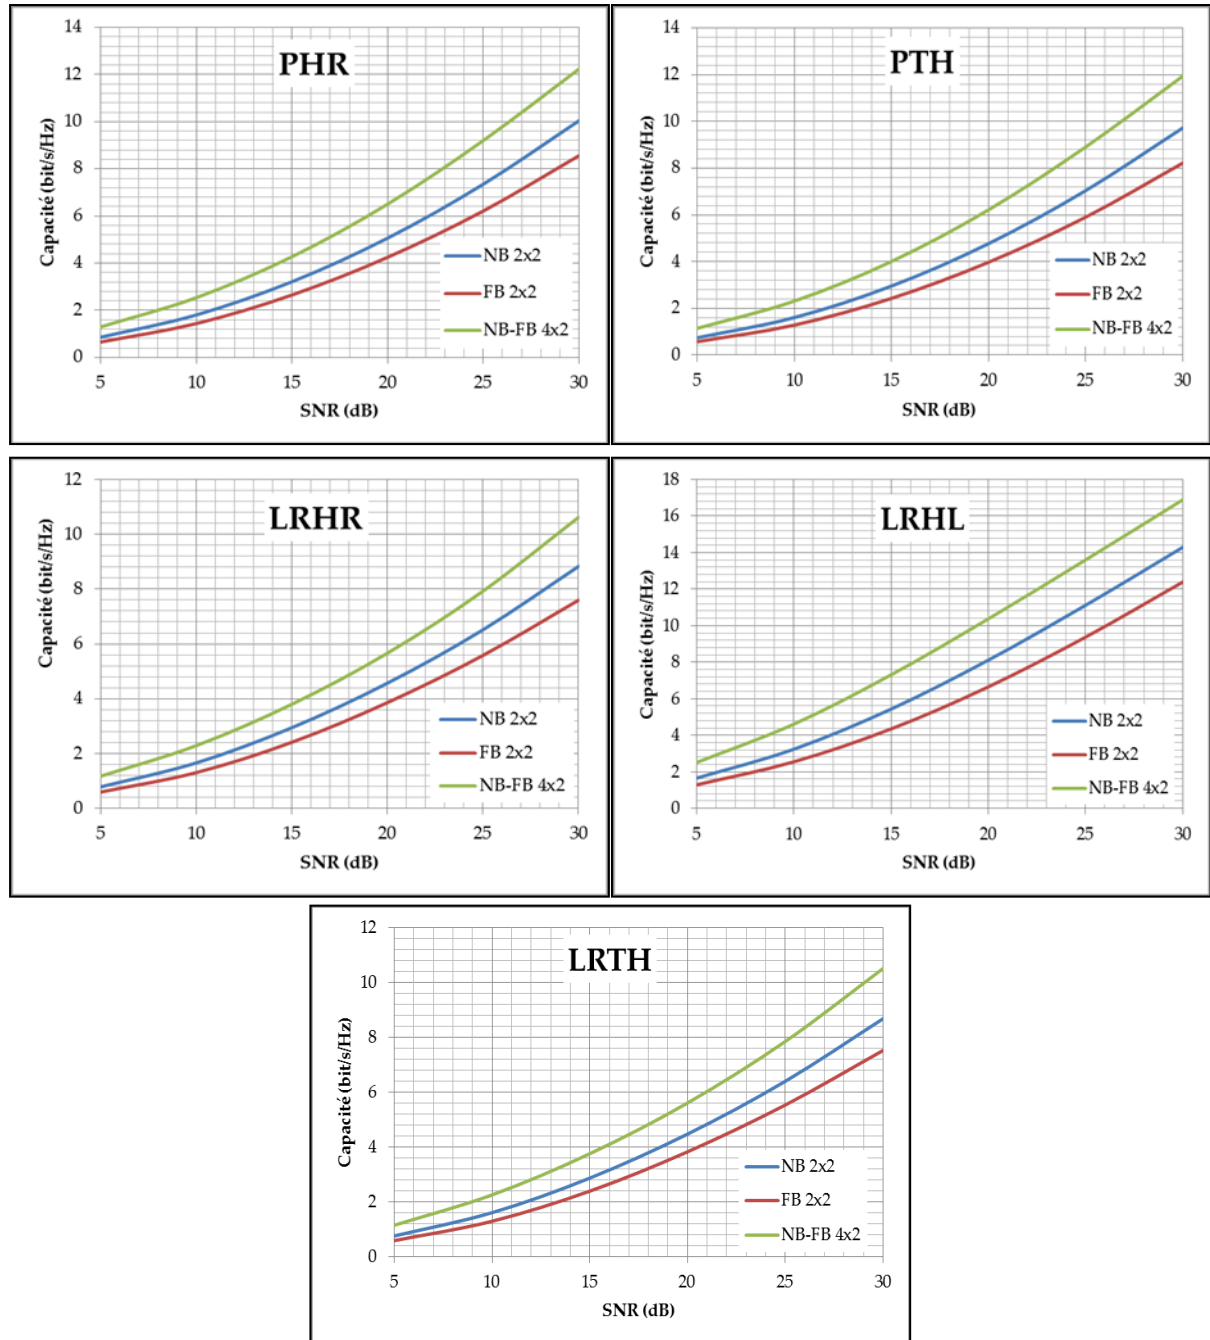 PHR
Capacité (bit/s/Hz)
14
12
10
8
6
4
2
0
NB 2x2
FB 2x2
NB-FB 4x2
5 10 15 20 25 30
SNR (dB)
PTH
Capacité (bit/s/Hz)
14
12
10
8
6
4
2
0
NB 2x2
FB 2x2
NB-FB 4x2
5 10 15 20 25 30
SNR (dB)
LRHR
Capacité (bit/s/Hz)
12
10
8
6
4
2
0
NB 2x2
FB 2x2
NB-FB 4x2
5 10 15 20 25 30
SNR (dB)
LRHL
Capacité (bit/s/Hz)
18
16
14
12
10
8
6
4
2
0
NB 2x2
FB 2x2
NB-FB 4x2
5 10 15 20 25 30
SNR (dB)
LRTH
Capacité (bit/s/Hz)
12
10
8
6
4
2
0
NB 2x2
FB 2x2
NB-FB 4x2
5 10 15 20 25 30
SNR (dB)